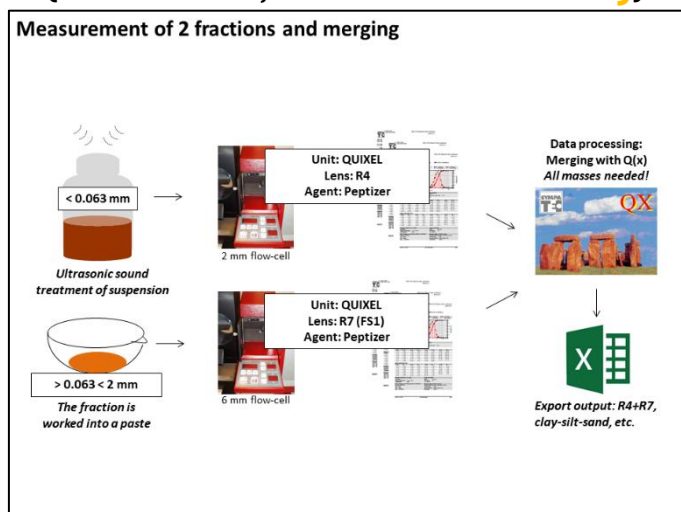 Measurement of 2 fractions and merging
< 0.063 mm
Ultrasonic sound
treatment of suspension
Unit: QUIXEL
Lens: R4
Agent: Peptizer
2 mm flow-cell
Data processing:
Merging with Q(x)
All masses needed!
SYMPA
TEC
QX
> 0.063 < 2 mm
The fraction is
worked into a paste
Unit: QUIXEL
Lens: R7 (FS1)
Agent: Peptizer
6 mm flow-cell
X
Export output: R4+R7,
clay-silt-sand, etc.